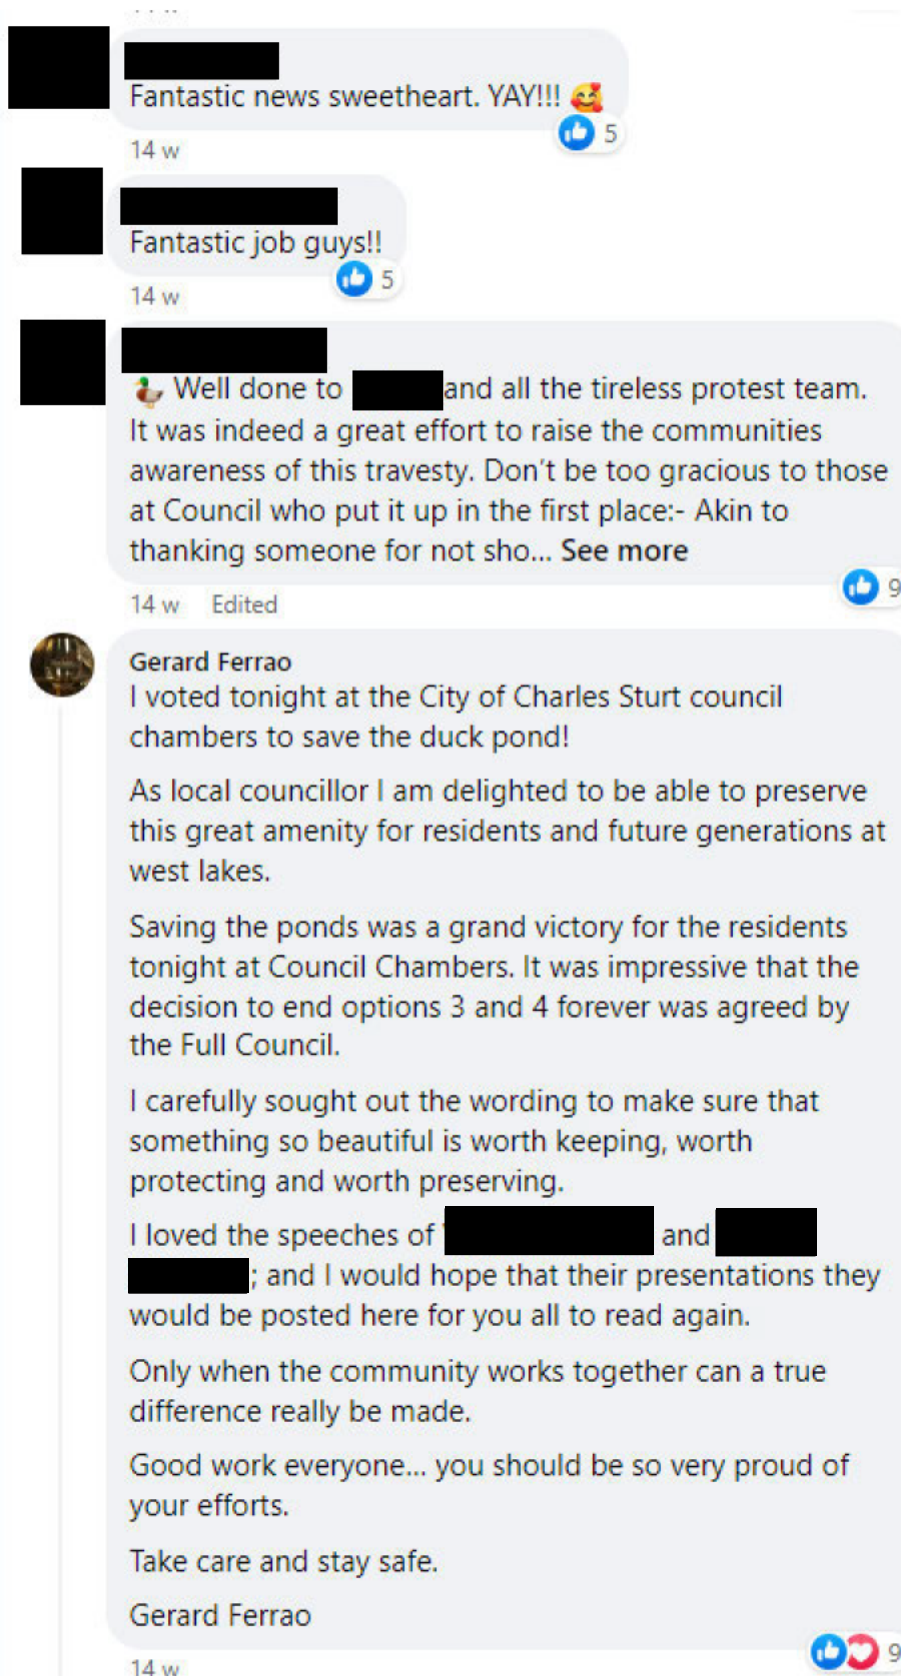 Fantastic news sweetheart. YAY!!! 🥰
5
14 w
Fantastic job guys!!
5
14 w
🦆 Well done to and all the tireless protest team.
It was indeed a great effort to raise the communities
awareness of this travesty. Don't be too gracious to those
at Council who put it up in the first place:- Akin to
thanking someone for not sho... See more
9
14 w Edited
Gerard Ferrao
I voted tonight at the City of Charles Sturt council
chambers to save the duck pond!
As local councillor I am delighted to be able to preserve
this great amenity for residents and future generations at
west lakes.
Saving the ponds was a grand victory for the residents
tonight at Council Chambers. It was impressive that the
decision to end options 3 and 4 forever was agreed by
the Full Council.
I carefully sought out the wording to make sure that
something so beautiful is worth keeping, worth
protecting and worth preserving.
I loved the speeches of and
; and I would hope that their presentations they
would be posted here for you all to read again.
Only when the community works together can a true
difference really be made.
Good work everyone... you should be so very proud of
your efforts.
Take care and stay safe.
Gerard Ferrao
9
14 w